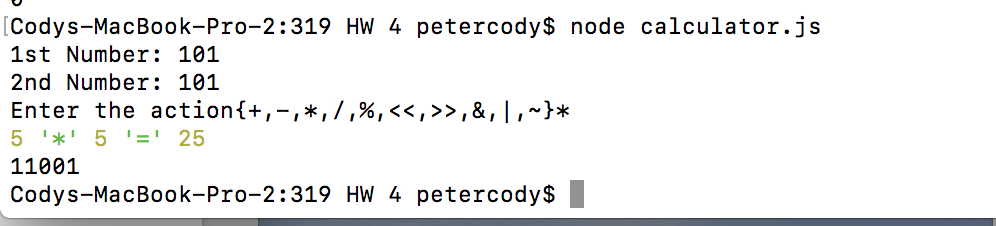 [Codys-MacBook-Pro-2:319 HW 4 petercody$ node calculator.js
1st Number: 101
2nd Number: 101
Enter the action{+,-,*,/,%,<<,>>,&,|,~}*
5 '*' 5 '=' 25
11001
Codys-MacBook-Pro-2:319 HW 4 petercody$